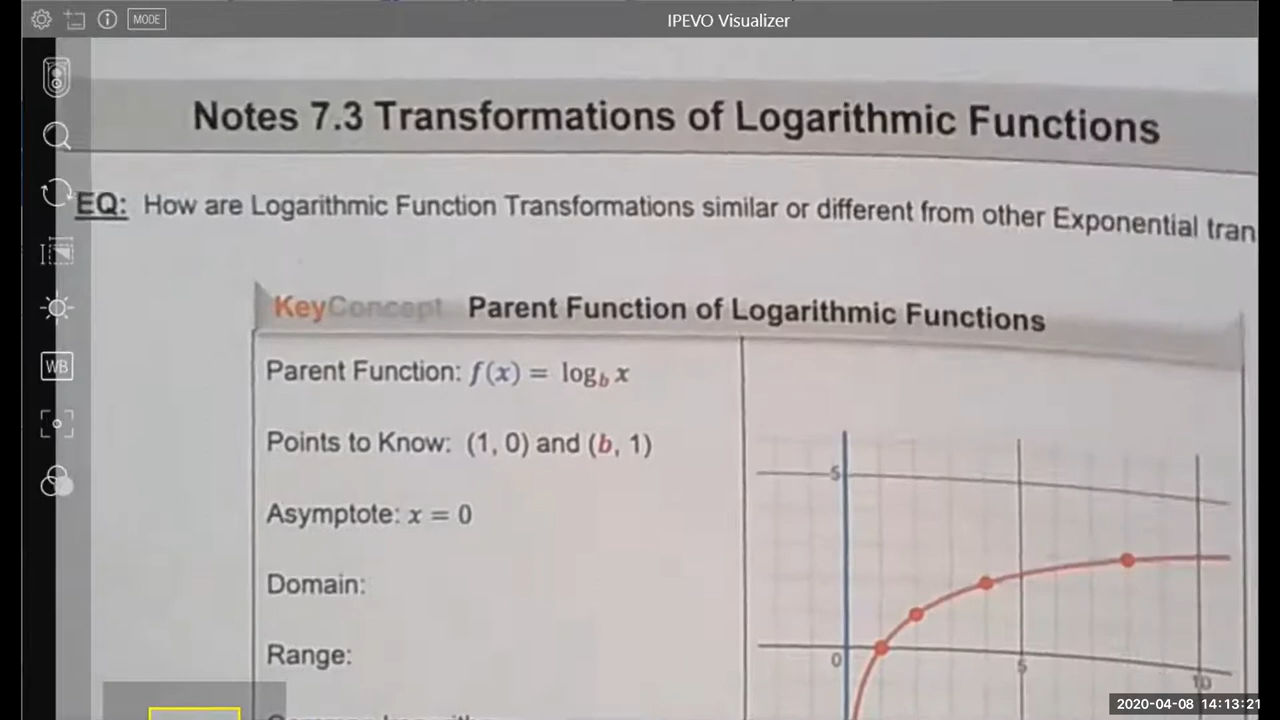 MODE
IPEVO Visualizer
Notes 7.3 Transformations of Logarithmic Functions
EQ: How are Logarithmic Function Transformations similar or different from other Exponential tran
WB
KeyConcept Parent Function of Logarithmic Functions
Parent Function: f(x) = log_b x
Points to Know: (1, 0) and (b, 1)
Asymptote: x = 0
Domain:
Range:
5
0
5
10
2020-04-08 14:13:21